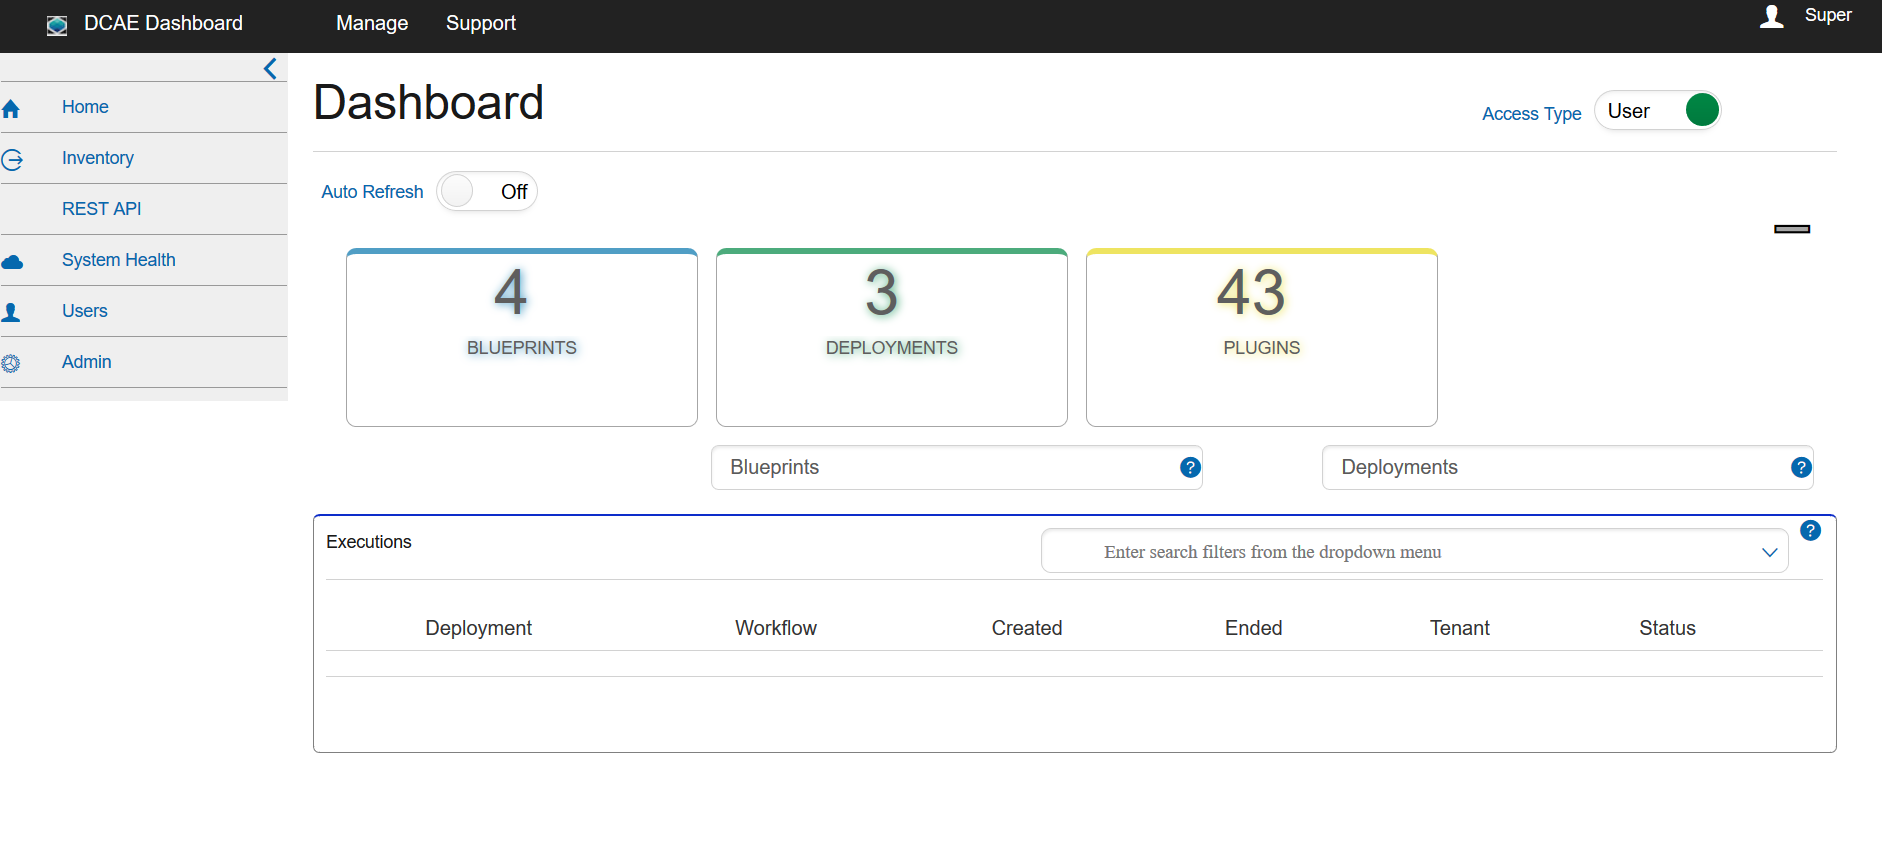 DCAE Dashboard Manage Support Super
Home
Inventory
REST API
System Health
Users
Admin
Dashboard
Access Type User
Auto Refresh Off
4 3 43
BLUEPRINTS DEPLOYMENTS PLUGINS
Blueprints ? Deployments ?
Executions Enter search filters from the dropdown menu ?
Deployment Workflow Created Ended Tenant Status